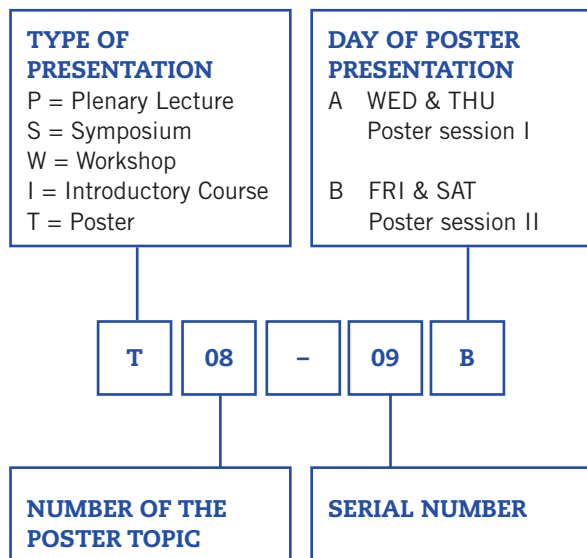 TYPE OF
PRESENTATION
P = Plenary Lecture
S = Symposium
W = Workshop
I = Introductory Course
T = Poster
DAY OF POSTER
PRESENTATION
A WED & THU
Poster session I
B FRI & SAT
Poster session II
T 08 – 09 B
NUMBER OF THE
POSTER TOPIC
SERIAL NUMBER